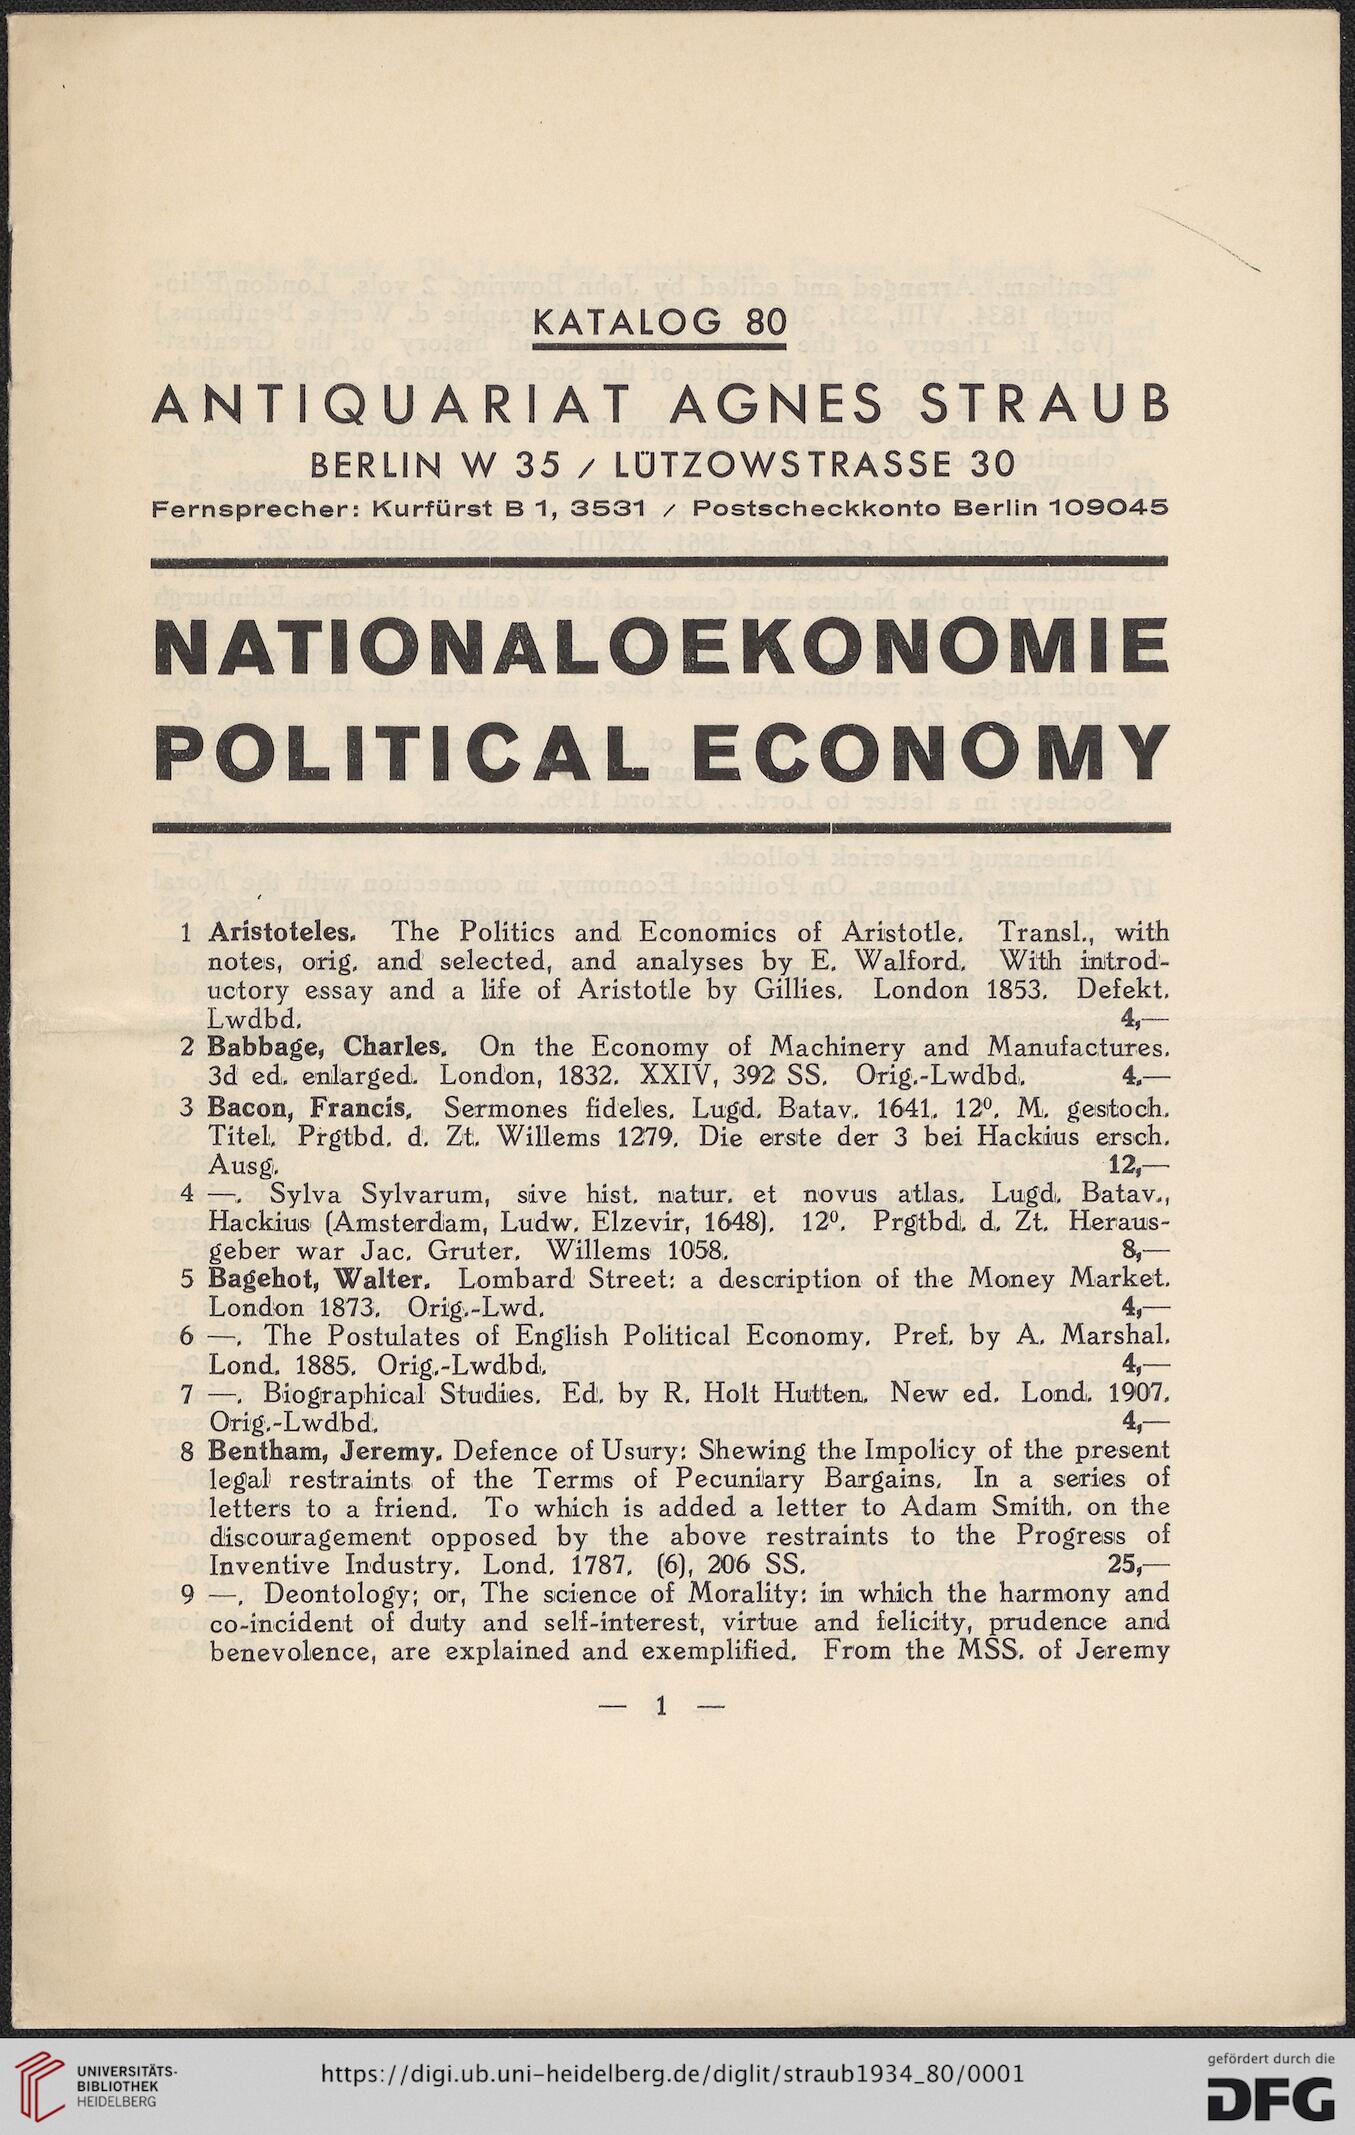 KATALOG 80
ANTIQUARIAT AGNES STRAUB
BERLIN W 35 / LÜTZOWSTRASSE 30
Fernsprecher: Kurfürst B 1, 3531 / Postscheckkonto Berlin 109045
NATIONALOEKONOMIE
POLITICAL ECONOMY
1 Aristoteles. The Politics and Economics of Aristotle. Transl., with
notes, orig. and selected, and analyses by E. Walford. With introd-
uctory essay and a life of Aristotle by Gillies. London 1853. Defekt.
Lwdbd. 4,—
2 Babbage, Charles. On the Economy of Machinery and Manufactures.
3d ed. enlarged. London, 1832. XXIV, 392 SS. Orig.-Lwdbd. 4,—
3 Bacon, Francis. Sermones fideles. Lugd. Batav. 1641. 12⁰. M. gestoch.
Titel. Prgtbd. d. Zt. Willems 1279. Die erste der 3 bei Hackius ersch.
Ausg. 12,—
4 —. Sylva Sylvarum, sive hist. natur. et novus atlas. Lugd. Batav.,
Hackius (Amsterdam, Ludw. Elzevir, 1648). 12⁰. Prgtbd. d. Zt. Heraus-
geber war Jac. Gruter. Willems 1058. 8,—
5 Bagehot, Walter. Lombard Street: a description of the Money Market.
London 1873. Orig.-Lwd. 4,—
6 —. The Postulates of English Political Economy. Pref. by A. Marshal.
Lond. 1885. Orig.-Lwdbd. 4,—
7 —. Biographical Studies. Ed. by R. Holt Hutten. New ed. Lond. 1907.
Orig.-Lwdbd. 4,—
8 Bentham, Jeremy. Defence of Usury: Shewing the Impolicy of the present
legal restraints of the Terms of Pecuniary Bargains. In a series of
letters to a friend. To which is added a letter to Adam Smith. on the
discouragement opposed by the above restraints to the Progress of
Inventive Industry. Lond. 1787. (6), 206 SS. 25,—
9 —. Deontology; or, The science of Morality: in which the harmony and
co-incident of duty and self-interest, virtue and felicity, prudence and
benevolence, are explained and exemplified. From the MSS. of Jeremy
— 1 —
UNIVERSITÄTS-
BIBLIOTHEK
HEIDELBERG
https://digi.ub.uni-heidelberg.de/diglit/straub1934_80/0001
gefördert durch die
DFG